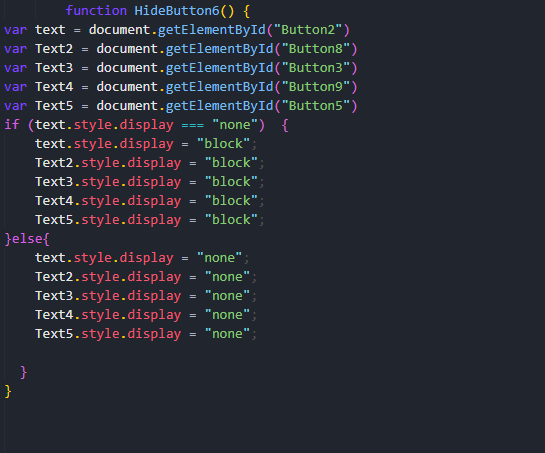 function HideButton6() {
var text = document.getElementById("Button2")
var Text2 = document.getElementById("Button8")
var Text3 = document.getElementById("Button3")
var Text4 = document.getElementById("Button9")
var Text5 = document.getElementById("Button5")
if (text.style.display === "none")  {
    text.style.display = "block";
    Text2.style.display = "block";
    Text3.style.display = "block";
    Text4.style.display = "block";
    Text5.style.display = "block";
}else{
    text.style.display = "none";
    Text2.style.display = "none";
    Text3.style.display = "none";
    Text4.style.display = "none";
    Text5.style.display = "none";
  }
}